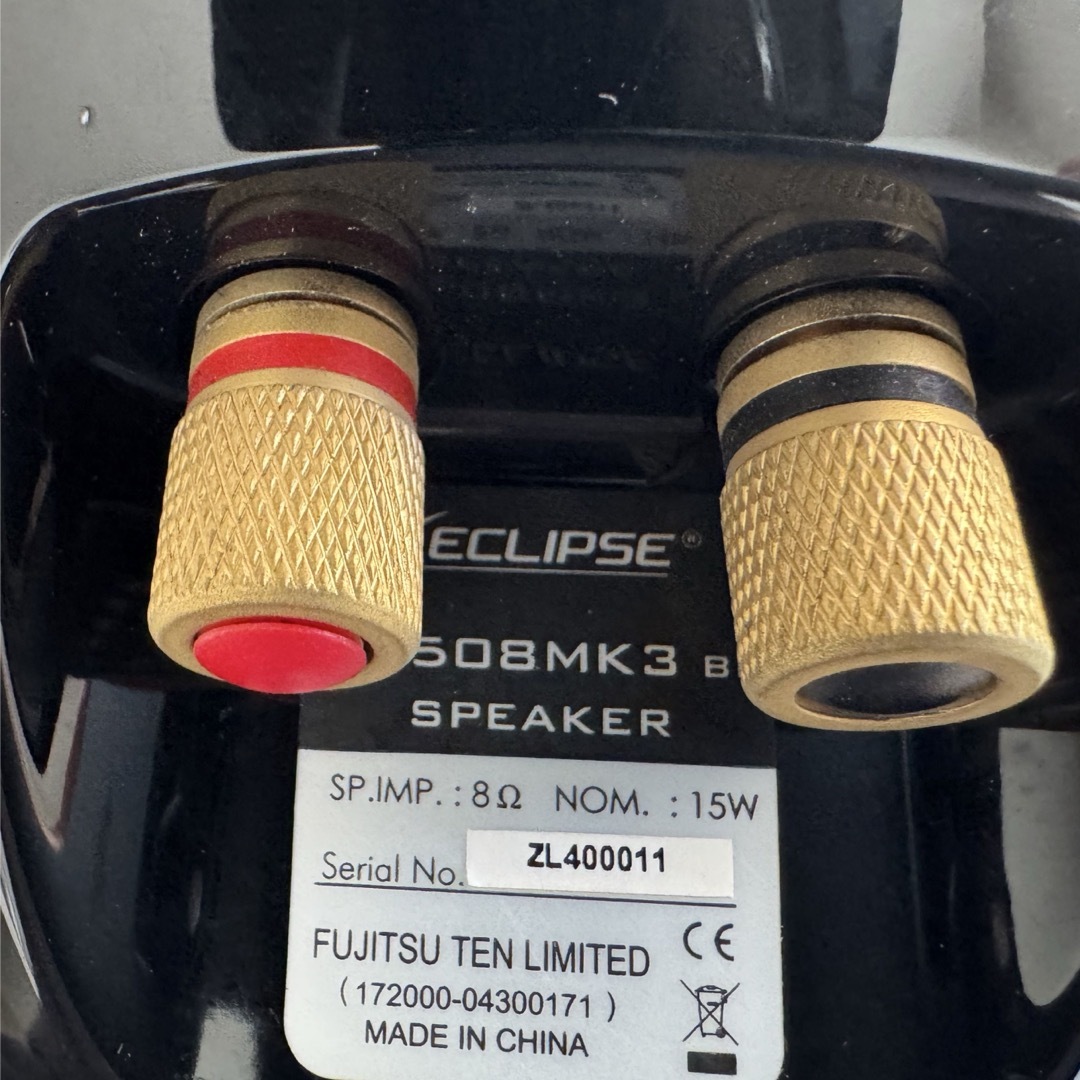 ECLIPSE®
508MK3 B
SPEAKER
SP.IMP. : 8Ω NOM. : 15W
Serial No. ZL400011
FUJITSU TEN LIMITED
CE
(172000-04300171)
MADE IN CHINA